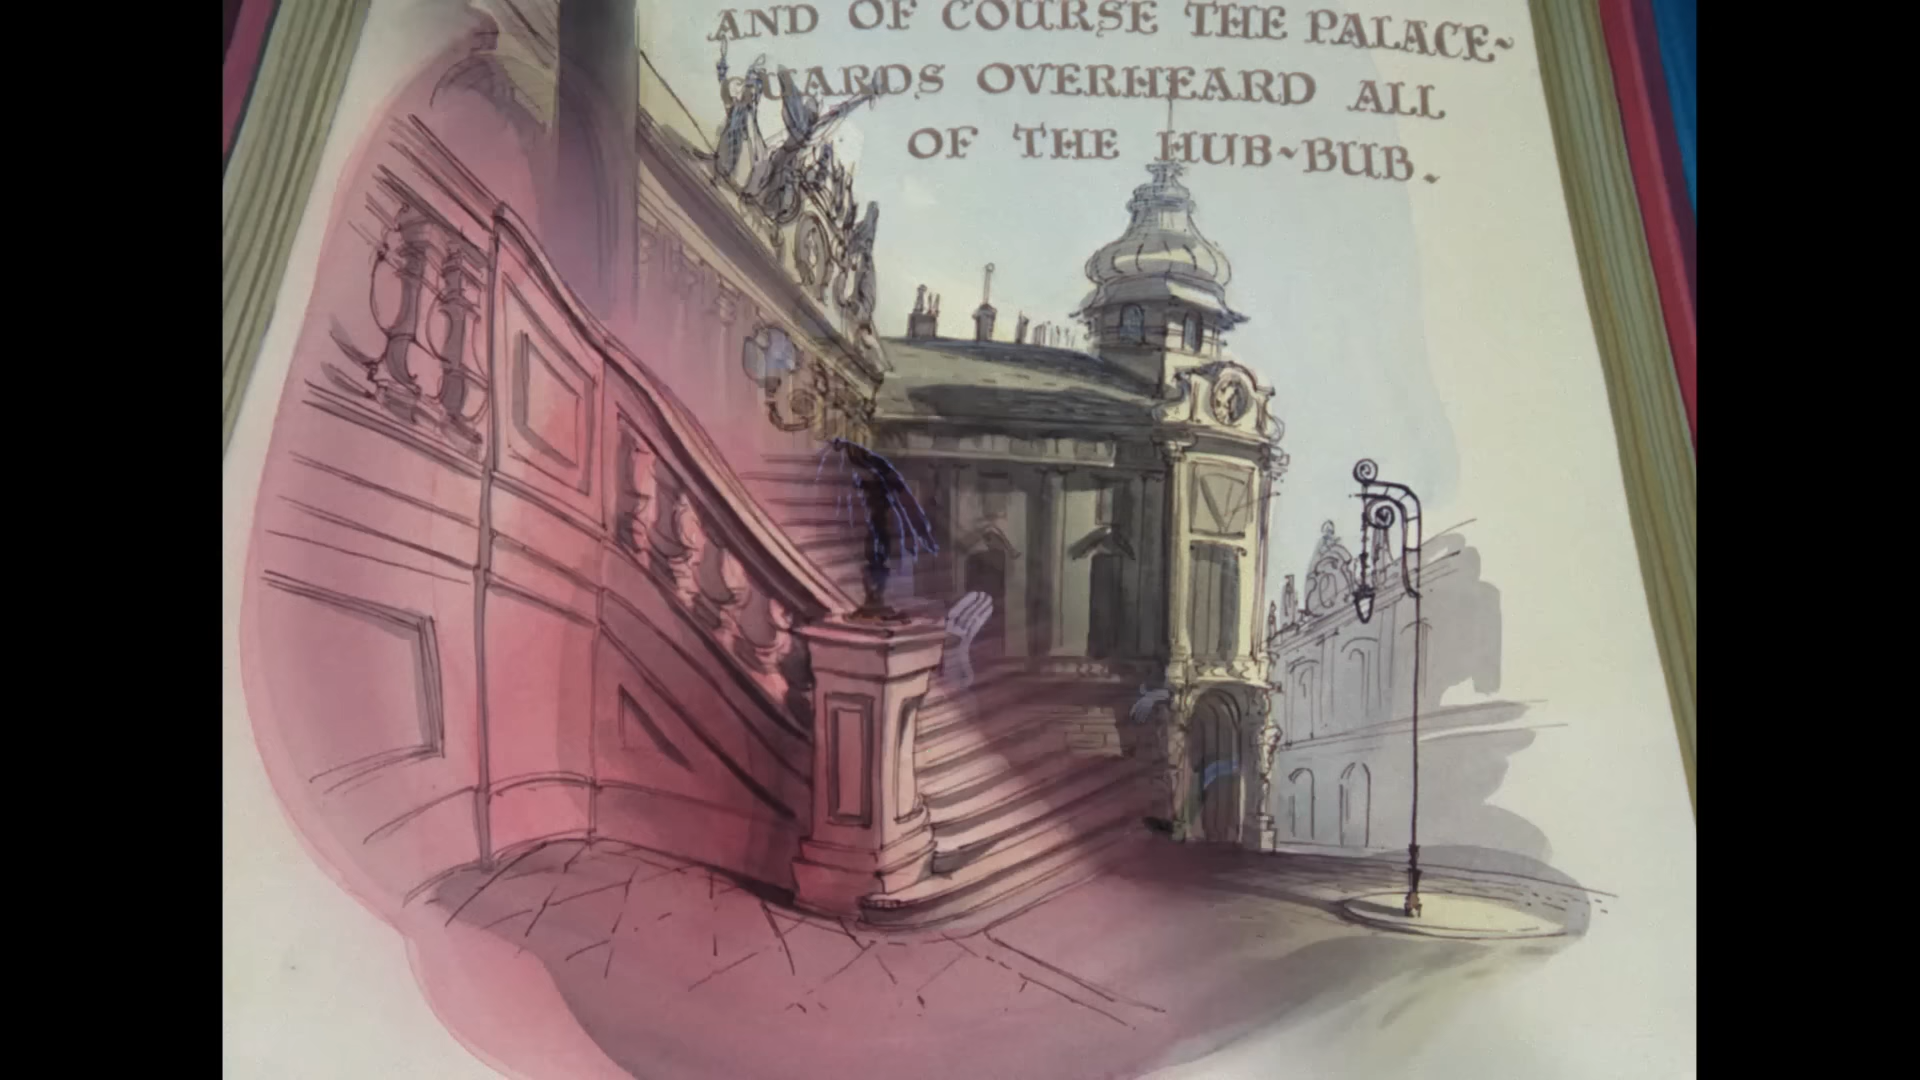 AND OF COURSE THE PALACE~
GUARDS OVERHEARD ALL
OF THE HUB~BUB.